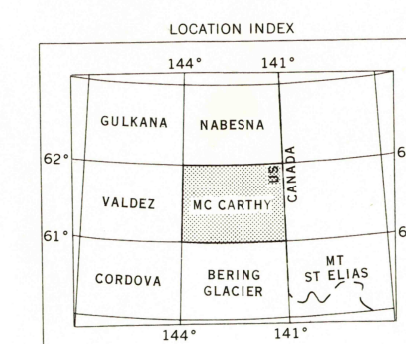 LOCATION INDEX
144° 141°
GULKANA NABESNA
62° 6
US
CANADA
VALDEZ MC CARTHY
61° 6
CORDOVA BERING GLACIER MT ST ELIAS
144° 141°